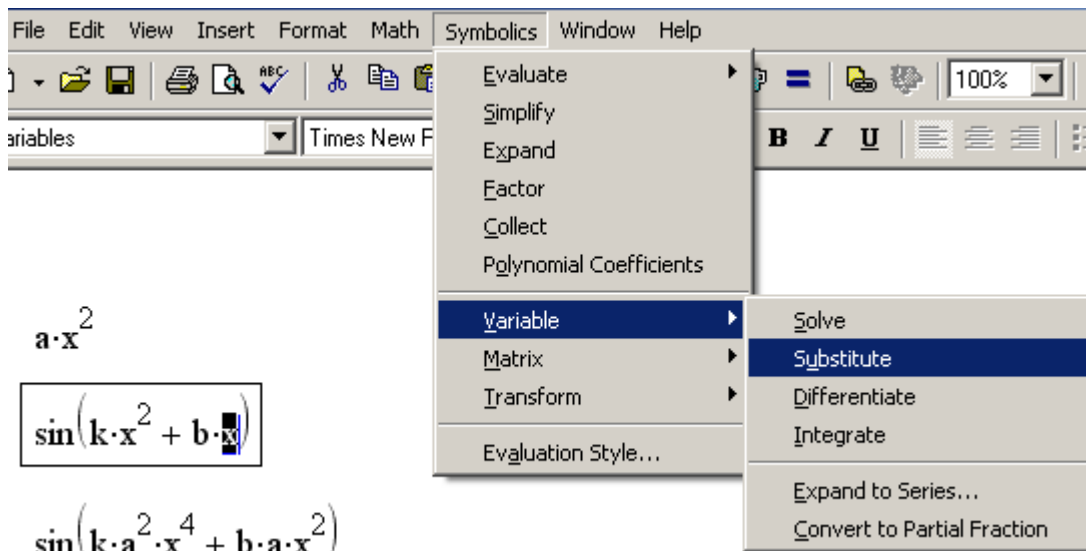 File Edit View Insert Format Math Symbolics Window Help
ABC 100%
ariables Times New F B I U
Evaluate
Simplify
Expand
Factor
Collect
Polynomial Coefficients
Variable
Matrix
Transform
Evaluation Style...
Solve
Substitute
Differentiate
Integrate
Expand to Series...
Convert to Partial Fraction
a·x²
sin(k·x² + b·x)
sin(k·a²·x⁴ + b·a·x²)